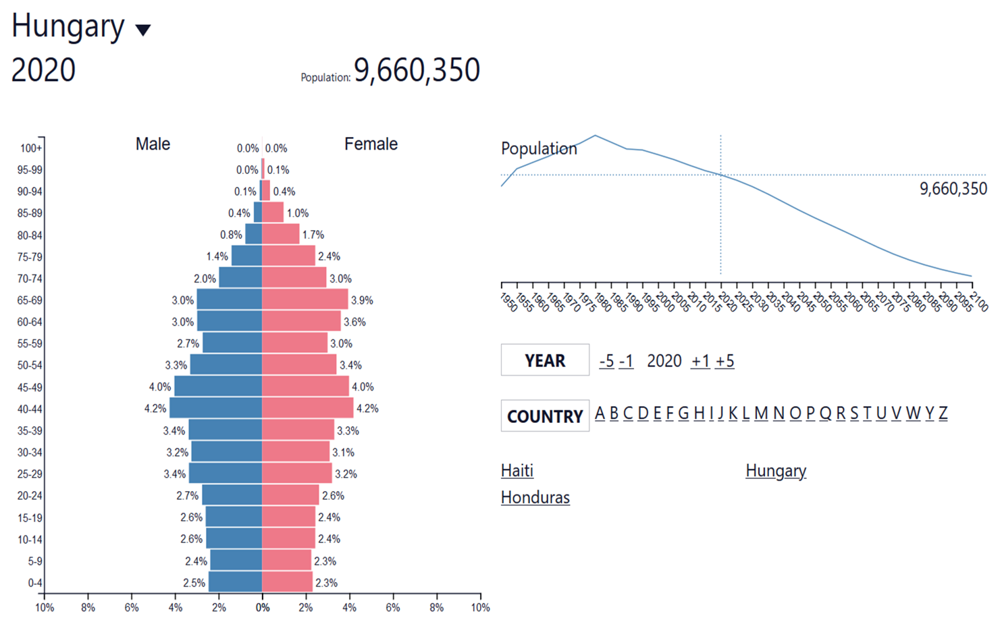 Hungary
2020
Population: 9,660,350
Male Female
100+ 0.0% 0.0%
95-99 0.0% 0.1%
90-94 0.1% 0.4%
85-89 0.4% 1.0%
80-84 0.8% 1.7%
75-79 1.4% 2.4%
70-74 2.0% 3.0%
65-69 3.0% 3.9%
60-64 3.0% 3.6%
55-59 2.7% 3.0%
50-54 3.3% 3.4%
45-49 4.0% 4.0%
40-44 4.2% 4.2%
35-39 3.4% 3.3%
30-34 3.2% 3.1%
25-29 3.4% 3.2%
20-24 2.7% 2.6%
15-19 2.6% 2.4%
10-14 2.6% 2.4%
5-9 2.4% 2.3%
0-4 2.5% 2.3%
10% 8% 6% 4% 2% 0% 2% 4% 6% 8% 10%
Population
9,660,350
1950 1955 1960 1965 1970 1975 1980 1985 1990 1995 2000 2005 2010 2015 2020 2025 2030 2035 2040 2045 2050 2055 2060 2065 2070 2075 2080 2085 2090 2095 2100
YEAR -5 -1 2020 +1 +5
COUNTRY A B C D E F G H I J K L M N O P Q R S T U V W Y Z
Haiti Hungary
Honduras